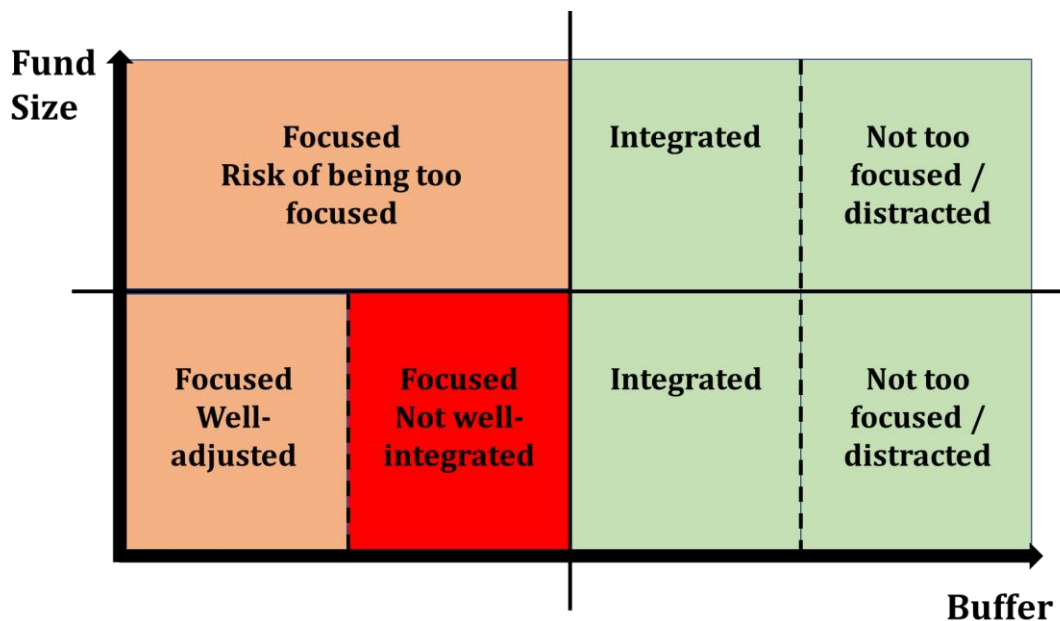 Fund
Size
Focused
Risk of being too
focused
Integrated
Not too
focused /
distracted
Focused
Well-
adjusted
Focused
Not well-
integrated
Integrated
Not too
focused /
distracted
Buffer